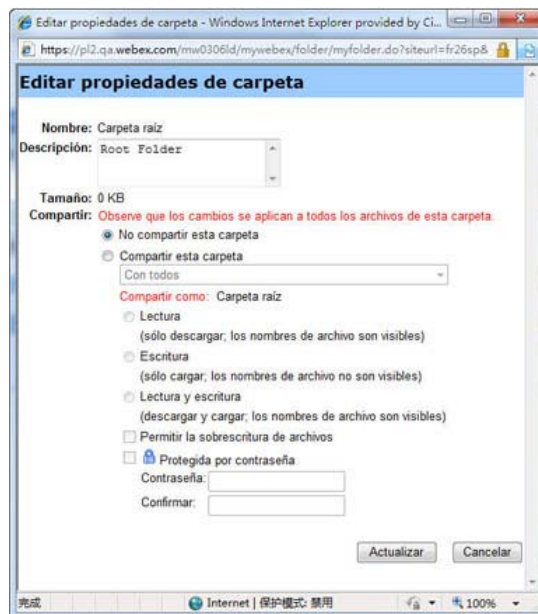 Editar propiedades de carpeta - Windows Internet Explorer provided by Ci...
https://pl2.qa.webex.com/mw0306ld/mywebex/folder/myfolder.do?siteurl=fr26sp&
Editar propiedades de carpeta
Nombre: Carpeta raíz
Descripción: Root Folder
Tamaño: 0 KB
Compartir: Observe que los cambios se aplican a todos los archivos de esta carpeta.
No compartir esta carpeta
Compartir esta carpeta
Con todos
Compartir como: Carpeta raíz
Lectura
(sólo descargar; los nombres de archivo son visibles)
Escritura
(sólo cargar; los nombres de archivo no son visibles)
Lectura y escritura
(descargar y cargar; los nombres de archivo son visibles)
Permitir la sobrescritura de archivos
Protegida por contraseña
Contraseña:
Confirmar:
Actualizar Cancelar
完成 Internet | 保护模式: 禁用 100%